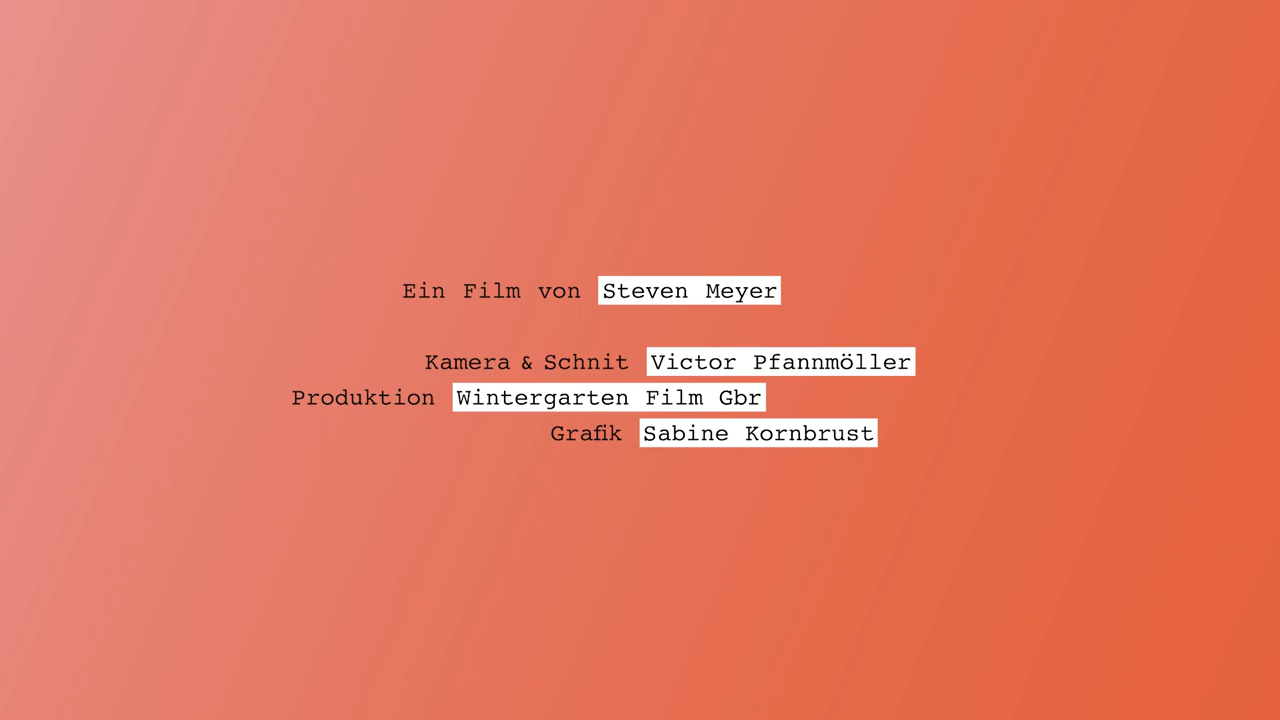 Ein Film von Steven Meyer
Kamera & Schnit Victor Pfannmöller
Produktion Wintergarten Film Gbr
Grafik Sabine Kornbrust